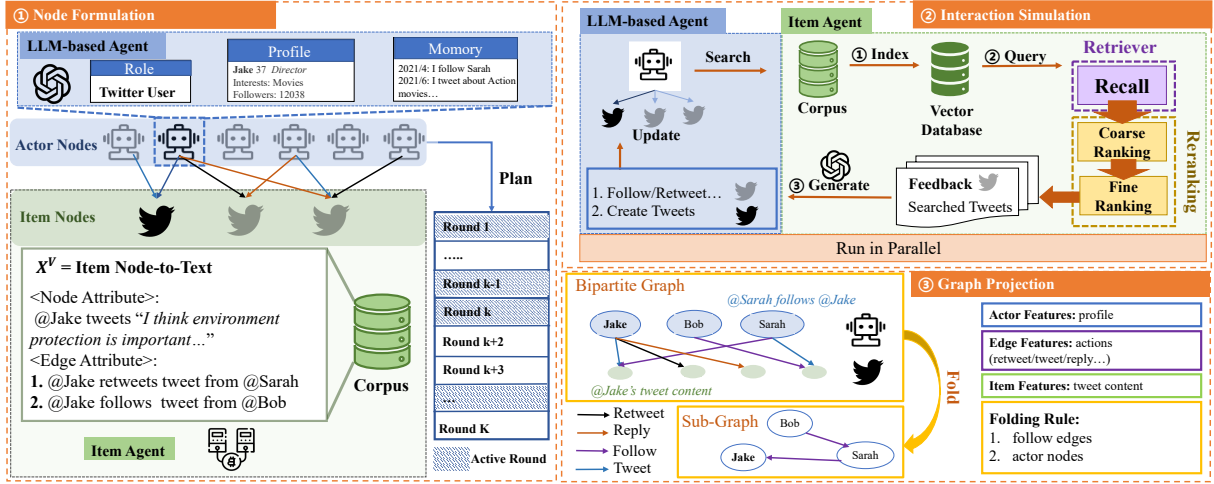 ① Node Formulation
LLM-based Agent
Role
Twitter User
Profile
Jake 37 Director
Interests: Movies
Followers: 12038
Momory
2021/4: I follow Sarah
2021/6: I tweet about Action
movies…
Actor Nodes
Item Nodes
Plan
X^V = Item Node-to-Text
<Node Attribute>:
@Jake tweets “I think environment
protection is important…”
<Edge Attribute>:
1. @Jake retweets tweet from @Sarah
2. @Jake follows tweet from @Bob
Corpus
Item Agent
Round 1
…..
Round k-1
Round k
Round k+2
Round k+3
…
Round K
Active Round
② Interaction Simulation
LLM-based Agent
Item Agent
Search
Update
1. Follow/Retweet…
2. Create Tweets
Corpus
① Index
Vector
Database
② Query
Retriever
Recall
Coarse
Ranking
Fine
Ranking
Reranking
③ Generate
Feedback
Searched Tweets
Run in Parallel
③ Graph Projection
Bipartite Graph
@Sarah follows @Jake
Jake
Bob
Sarah
@Jake's tweet content
Retweet
Reply
Follow
Tweet
Fold
Sub-Graph
Bob
Jake
Sarah
Actor Features: profile
Edge Features: actions
(retweet/tweet/reply…)
Item Features: tweet content
Folding Rule:
1. follow edges
2. actor nodes